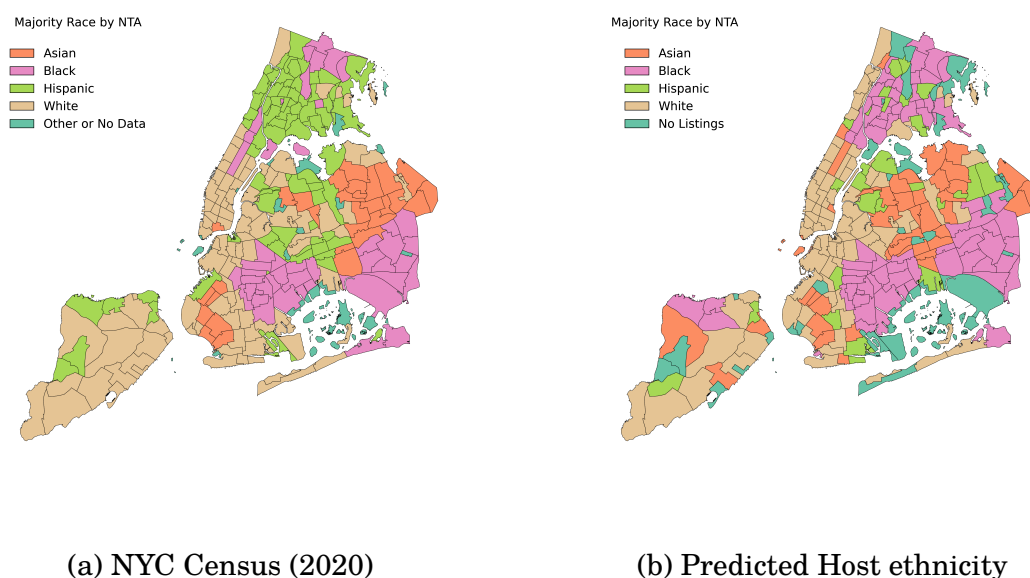 Majority Race by NTA
Asian
Black
Hispanic
White
Other or No Data
(a) NYC Census (2020)
Majority Race by NTA
Asian
Black
Hispanic
White
No Listings
(b) Predicted Host ethnicity